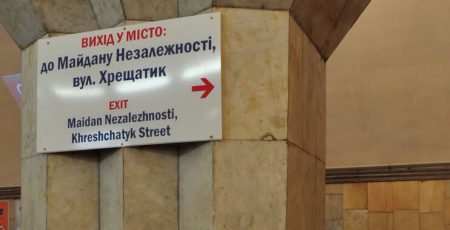 ВИХІД У МІСТО:
до Майдану Незалежності,
вул. Хрещатик
EXIT
Maidan Nezalezhnosti,
Khreshchatyk Street